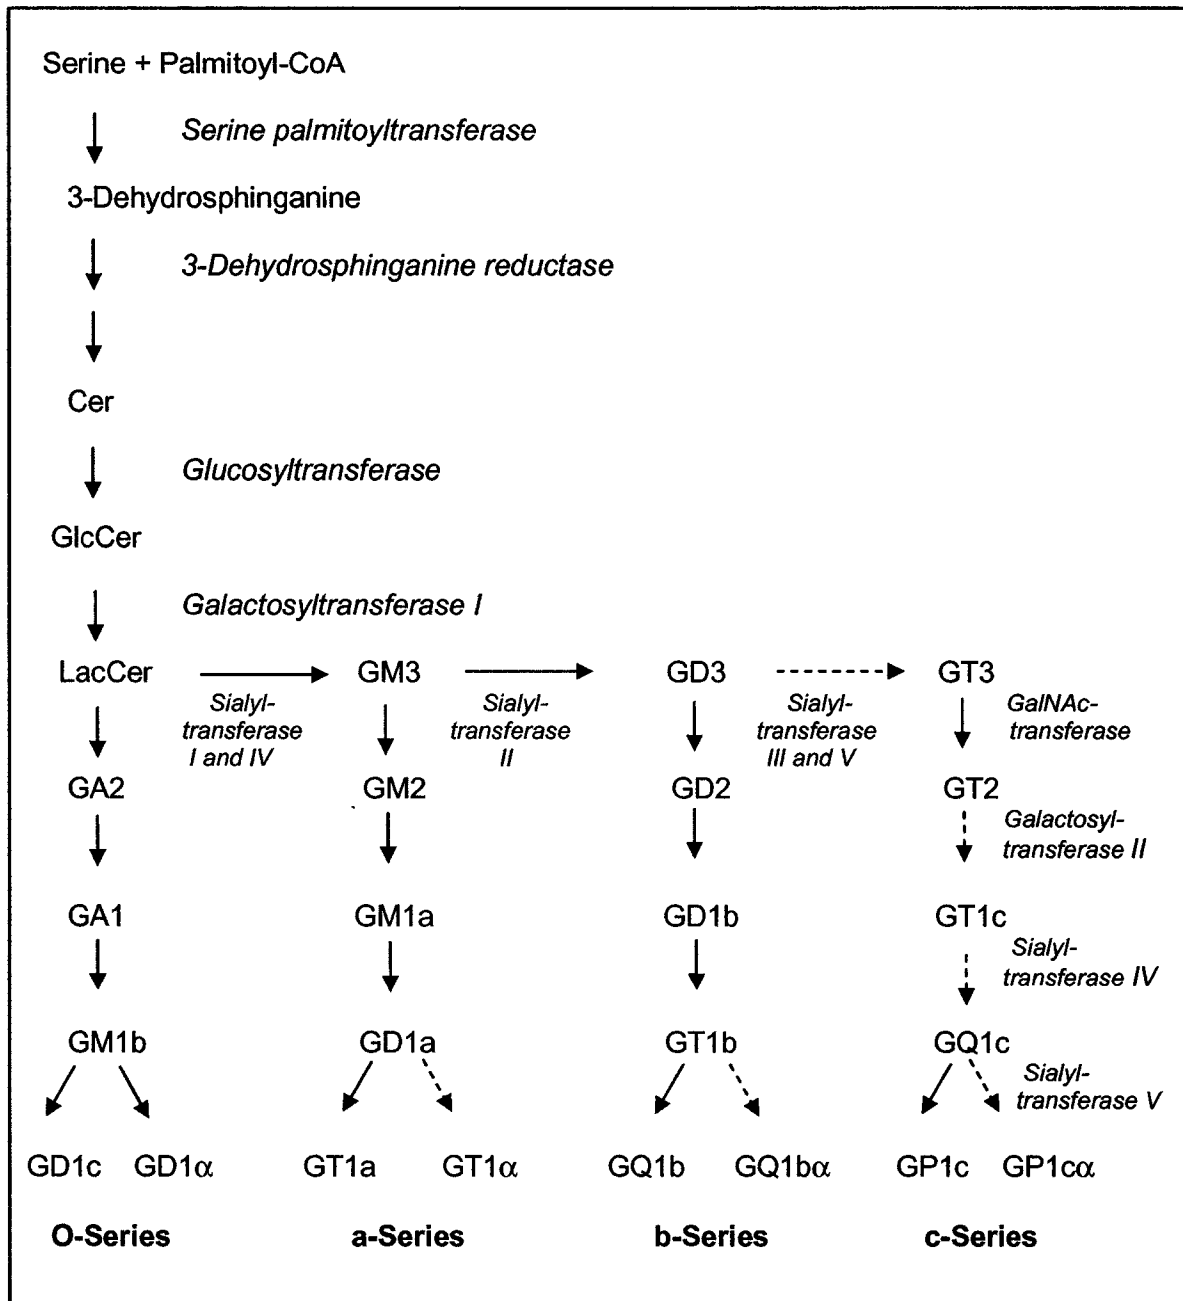 Serine + Palmitoyl-CoA
Serine palmitoyltransferase
3-Dehydrosphinganine
3-Dehydrosphinganine reductase
Cer
Glucosyltransferase
GlcCer
Galactosyltransferase I
LacCer GM3 GD3 GT3
Sialyl-
transferase
I and IV
Sialyl-
transferase
II
Sialyl-
transferase
III and V
GalNAc-
transferase
GA2 GM2 GD2 GT2
Galactosyl-
transferase II
GA1 GM1a GD1b GT1c
Sialyl-
transferase IV
GM1b GD1a GT1b GQ1c
Sialyl-
transferase V
GD1c GD1α GT1a GT1α GQ1b GQ1bα GP1c GP1cα
O-Series a-Series b-Series c-Series